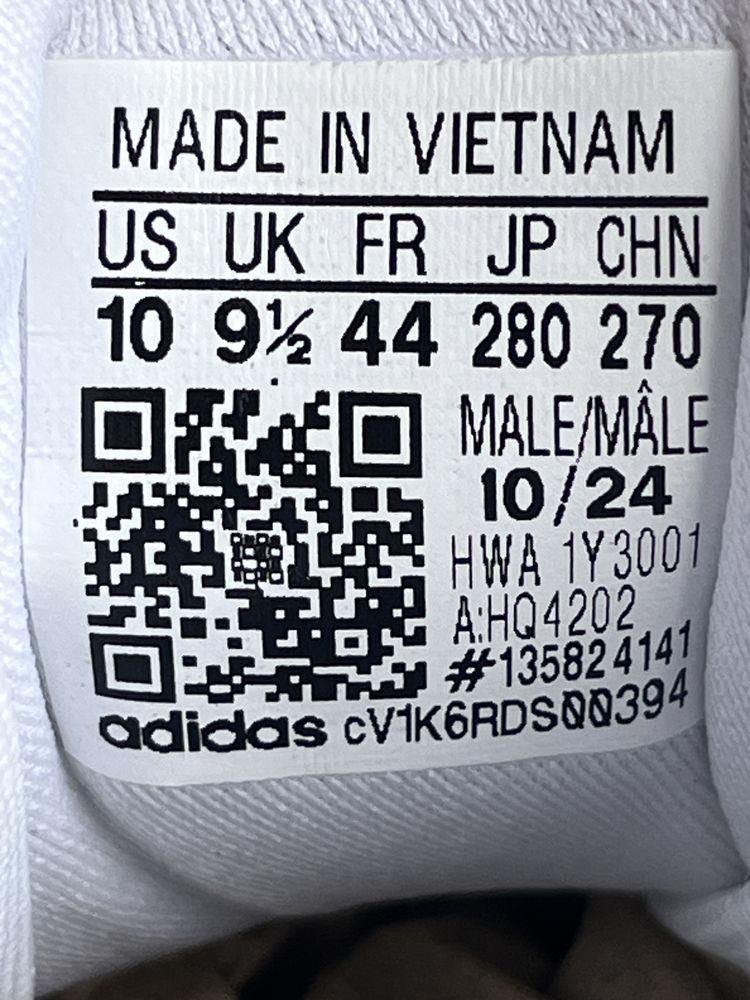 MADE IN VIETNAM
US UK FR JP CHN
10 9½ 44 280 270
MALE/MÂLE
10/24
HWA 1Y3001
A:HQ4202
#135824141
adidas cV1K6RDS00394